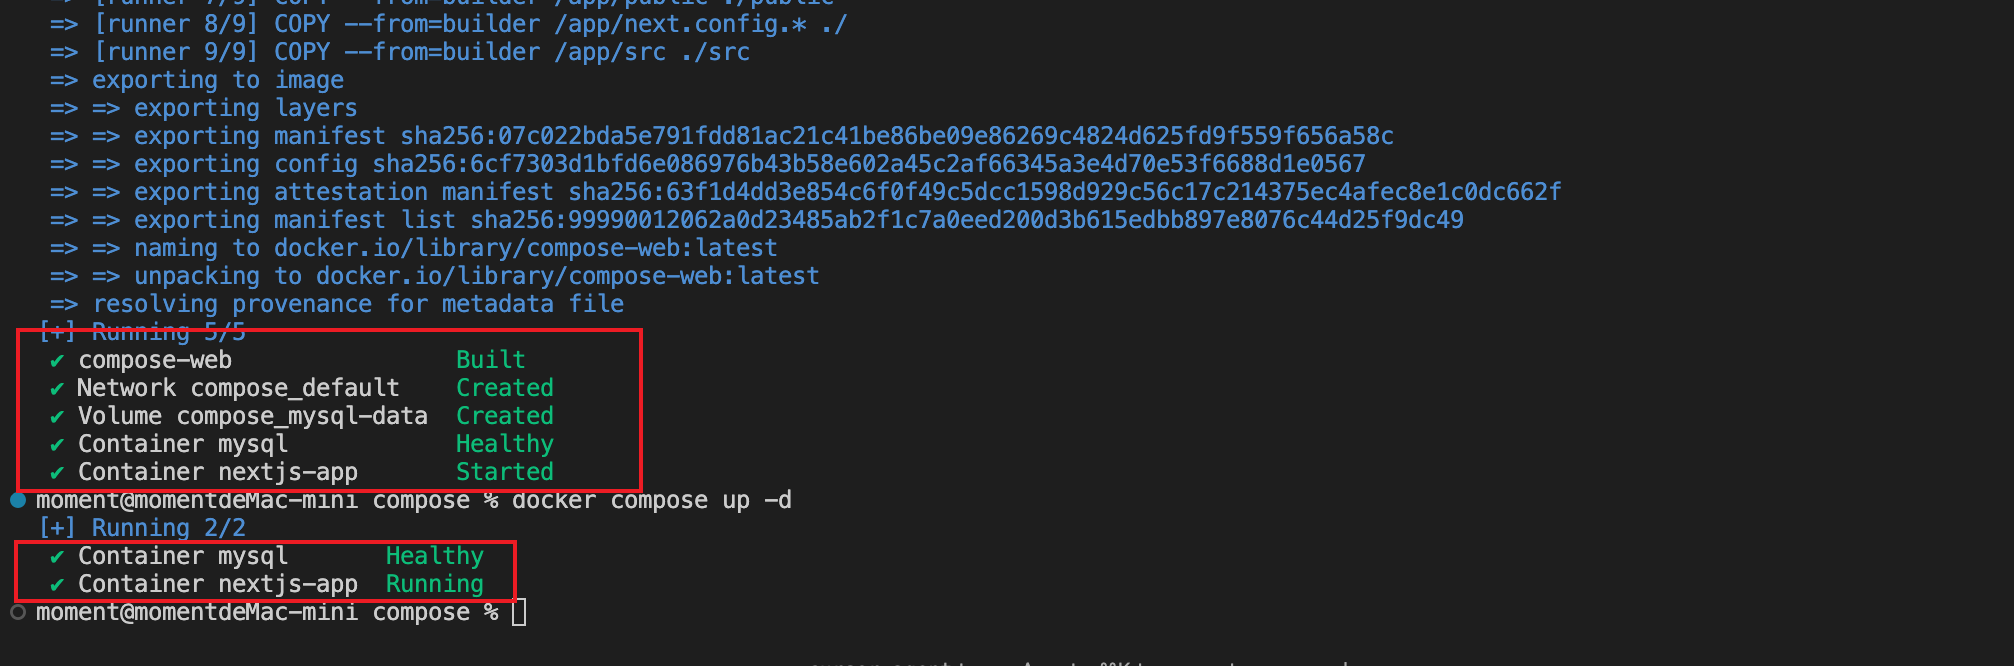 => [runner 7/9] COPY --from=builder /app/public ./public
=> [runner 8/9] COPY --from=builder /app/next.config.* ./
=> [runner 9/9] COPY --from=builder /app/src ./src
=> exporting to image
=> => exporting layers
=> => exporting manifest sha256:07c022bda5e791fdd81ac21c41be86be09e86269c4824d625fd9f559f656a58c
=> => exporting config sha256:6cf7303d1bfd6e086976b43b58e602a45c2af66345a3e4d70e53f6688d1e0567
=> => exporting attestation manifest sha256:63f1d4dd3e854c6f0f49c5dcc1598d929c56c17c214375ec4afec8e1c0dc662f
=> => exporting manifest list sha256:99990012062a0d23485ab2f1c7a0eed200d3b615edbb897e8076c44d25f9dc49
=> => naming to docker.io/library/compose-web:latest
=> => unpacking to docker.io/library/compose-web:latest
=> resolving provenance for metadata file
[+] Running 5/5
✔ compose-web Built
✔ Network compose_default Created
✔ Volume compose_mysql-data Created
✔ Container mysql Healthy
✔ Container nextjs-app Started
moment@momentdeMac-mini compose % docker compose up -d
[+] Running 2/2
✔ Container mysql Healthy
✔ Container nextjs-app Running
moment@momentdeMac-mini compose %